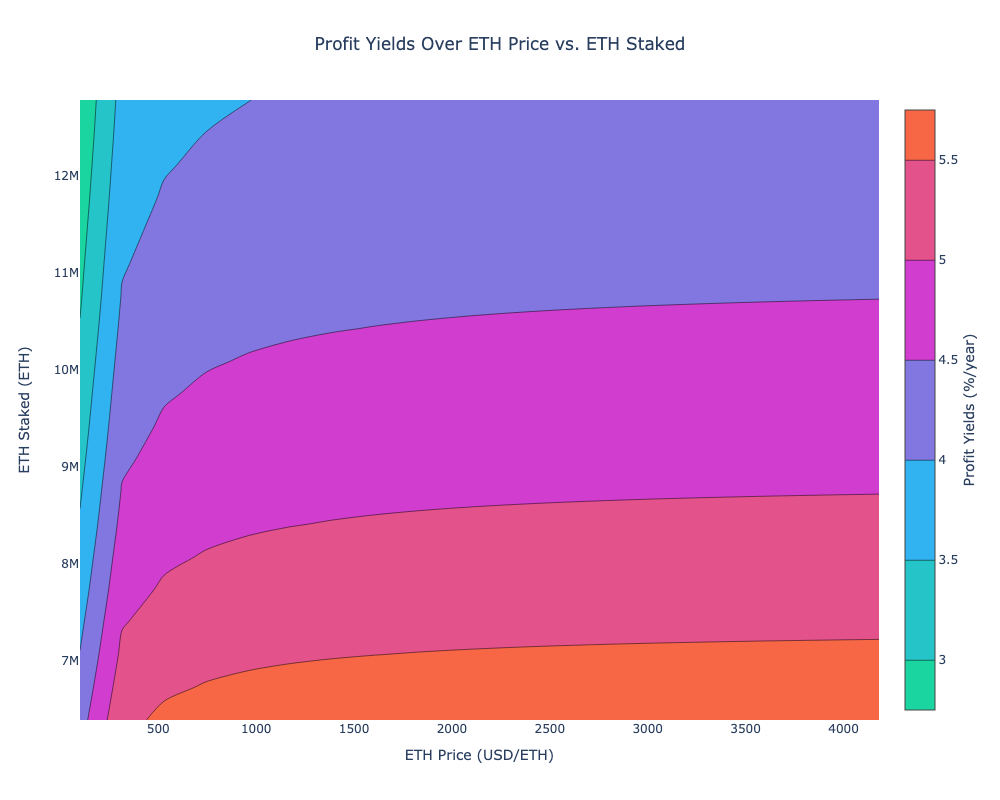 Profit Yields Over ETH Price vs. ETH Staked
12M
11M
10M
9M
8M
7M
ETH Staked (ETH)
500
1000
1500
2000
2500
3000
3500
4000
ETH Price (USD/ETH)
5.5
5
4.5
4
3.5
3
Profit Yields (%/year)